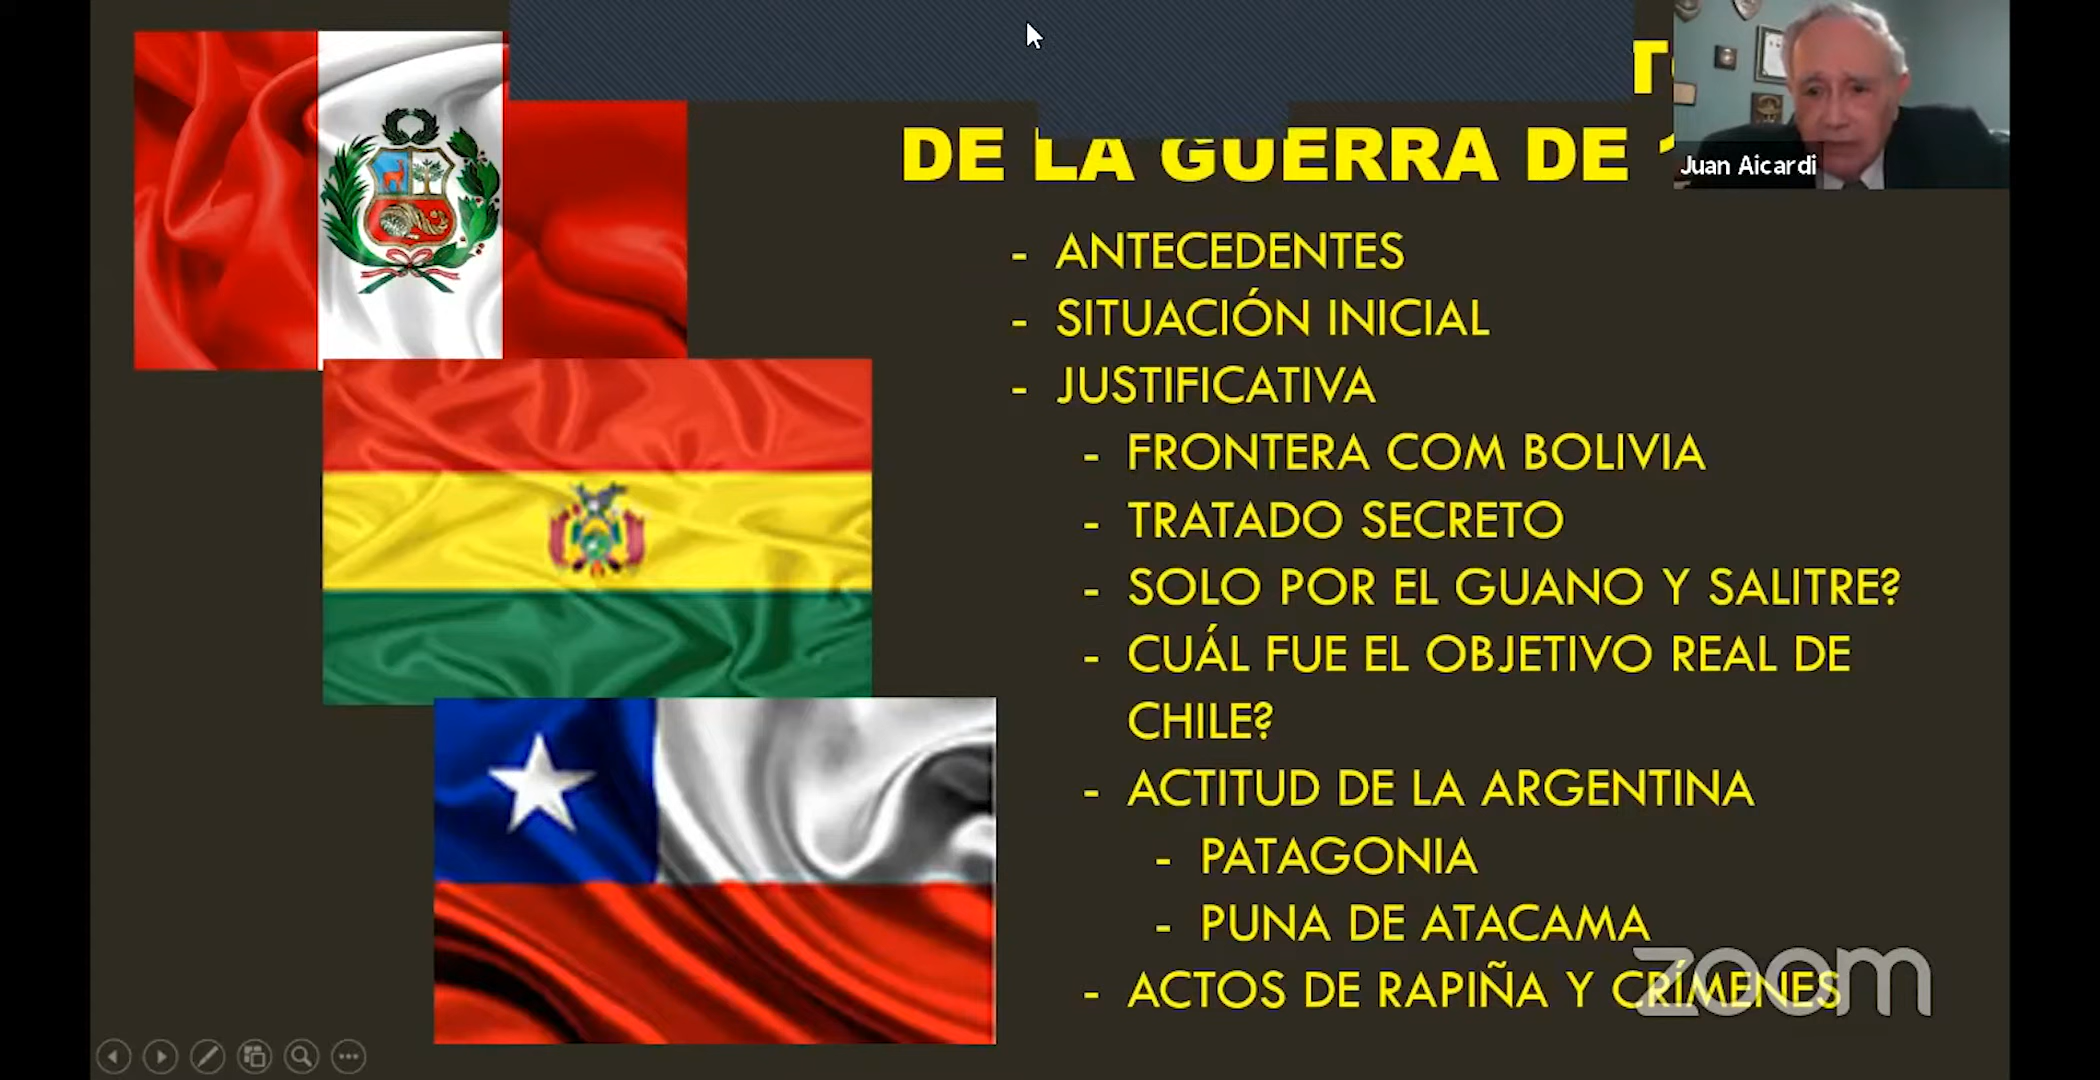 DE LA GUERRA DE
Juan Aicardi
- ANTECEDENTES
- SITUACIÓN INICIAL
- JUSTIFICATIVA
- FRONTERA COM BOLIVIA
- TRATADO SECRETO
- SOLO POR EL GUANO Y SALITRE?
- CUÁL FUE EL OBJETIVO REAL DE
CHILE?
- ACTITUD DE LA ARGENTINA
- PATAGONIA
- PUNA DE ATACAMA
- ACTOS DE RAPIÑA Y CRÍMENES
zoom